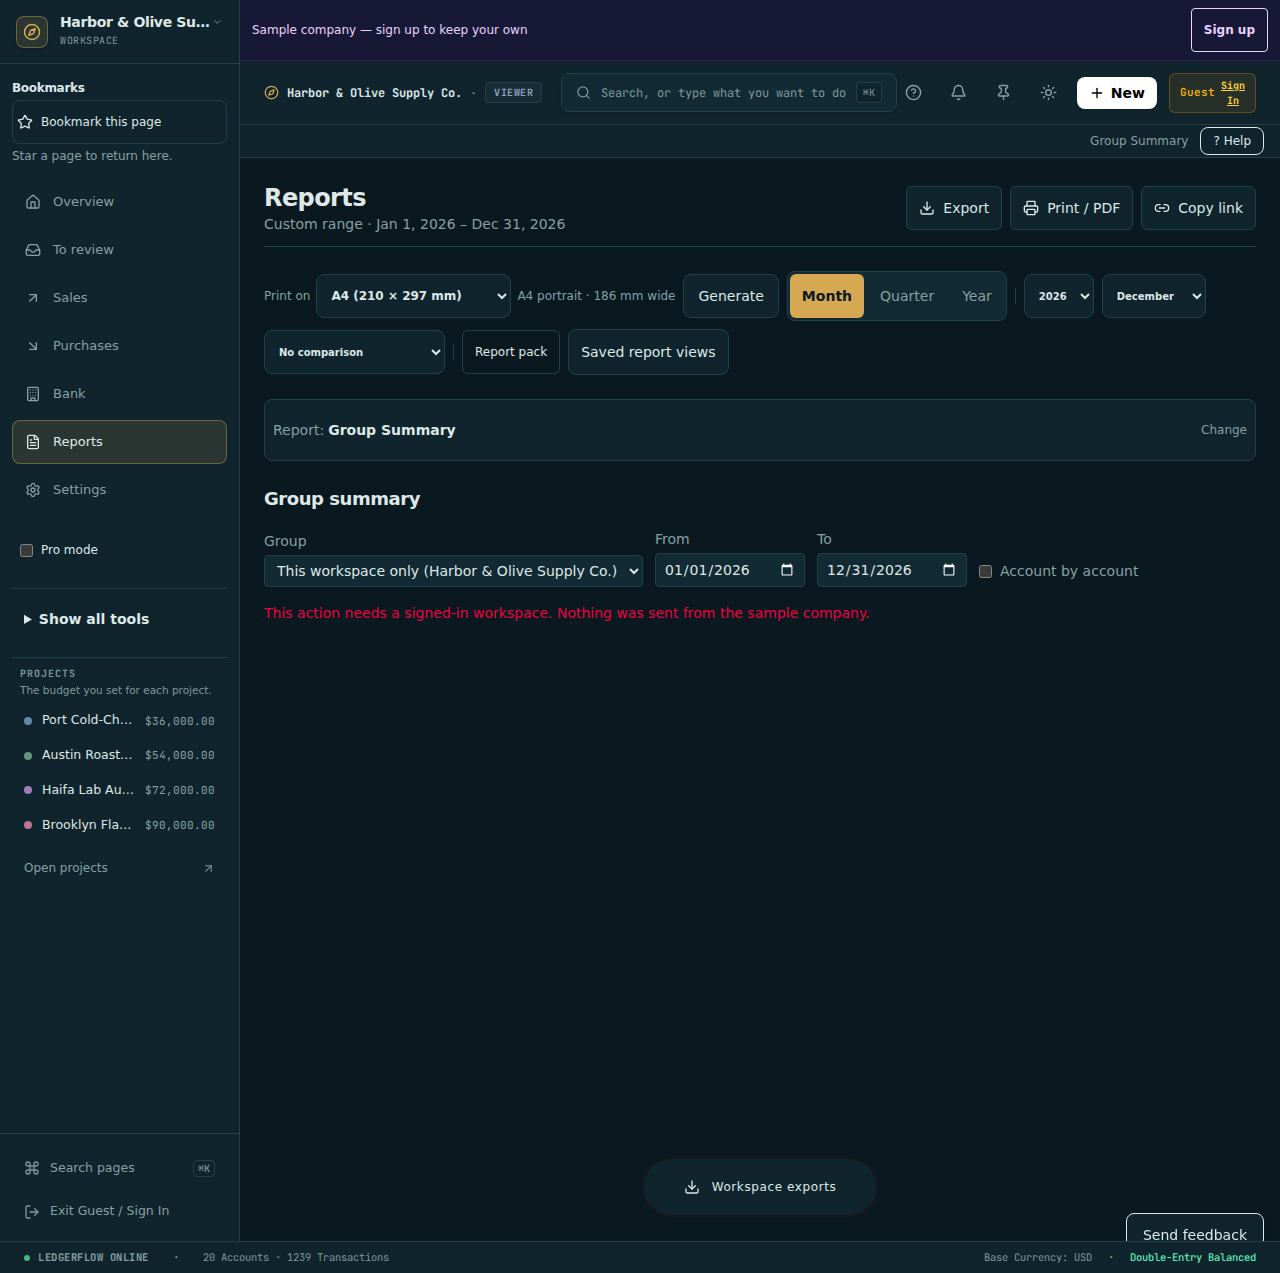 Harbor & Olive Su...
WORKSPACE
Bookmarks
Bookmark this page
Star a page to return here.
Overview
To review
Sales
Purchases
Bank
Reports
Settings
Pro mode
Show all tools
PROJECTS
The budget you set for each project.
Port Cold-Ch... $36,000.00
Austin Roast... $54,000.00
Haifa Lab Au... $72,000.00
Brooklyn Fla... $90,000.00
Open projects
Search pages ⌘K
Exit Guest / Sign In
Sample company — sign up to keep your own
Sign up
Harbor & Olive Supply Co. · VIEWER
Search, or type what you want to do ⌘K
New
Guest Sign In
Group Summary
? Help
Reports
Custom range · Jan 1, 2026 – Dec 31, 2026
Export
Print / PDF
Copy link
Print on A4 (210 × 297 mm) A4 portrait · 186 mm wide Generate Month Quarter Year 2026 December
No comparison Report pack Saved report views
Report: Group Summary Change
Group summary
Group From To
This workspace only (Harbor & Olive Supply Co.) 01/01/2026 12/31/2026 Account by account
This action needs a signed-in workspace. Nothing was sent from the sample company.
Workspace exports
Send feedback
LEDGERFLOW ONLINE · 20 Accounts · 1239 Transactions Base Currency: USD · Double-Entry Balanced